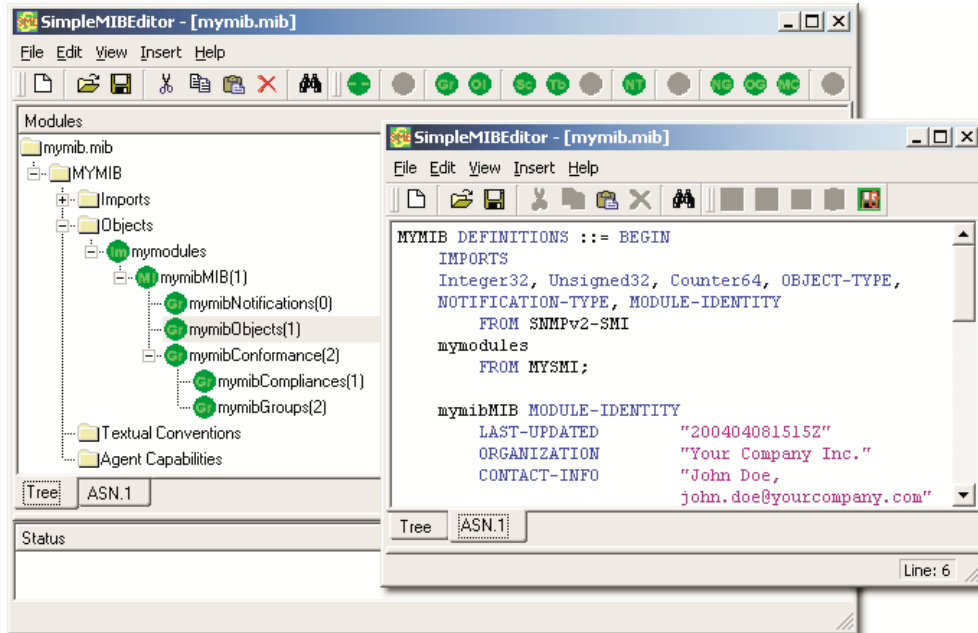 SimpleMIBEditor - [mymib.mib]
File Edit View Insert Help
Gr OI Sc Tb NT NG OG MC
Modules
mymib.mib
MYMIB
Imports
Objects
Im mymodules
MI mymibMIB(1)
Gr mymibNotifications(0)
Gr mymibObjects(1)
Gr mymibConformance(2)
Gr mymibCompliances(1)
Gr mymibGroups(2)
Textual Conventions
Agent Capabilities
Tree ASN.1
Status
SimpleMIBEditor - [mymib.mib]
File Edit View Insert Help
MYMIB DEFINITIONS ::= BEGIN
IMPORTS
Integer32, Unsigned32, Counter64, OBJECT-TYPE,
NOTIFICATION-TYPE, MODULE-IDENTITY
FROM SNMPv2-SMI
mymodules
FROM MYSMI;
mymibMIB MODULE-IDENTITY
LAST-UPDATED "200404081515Z"
ORGANIZATION "Your Company Inc."
CONTACT-INFO "John Doe,
john.doe@yourcompany.com"
Tree ASN.1
Line: 6